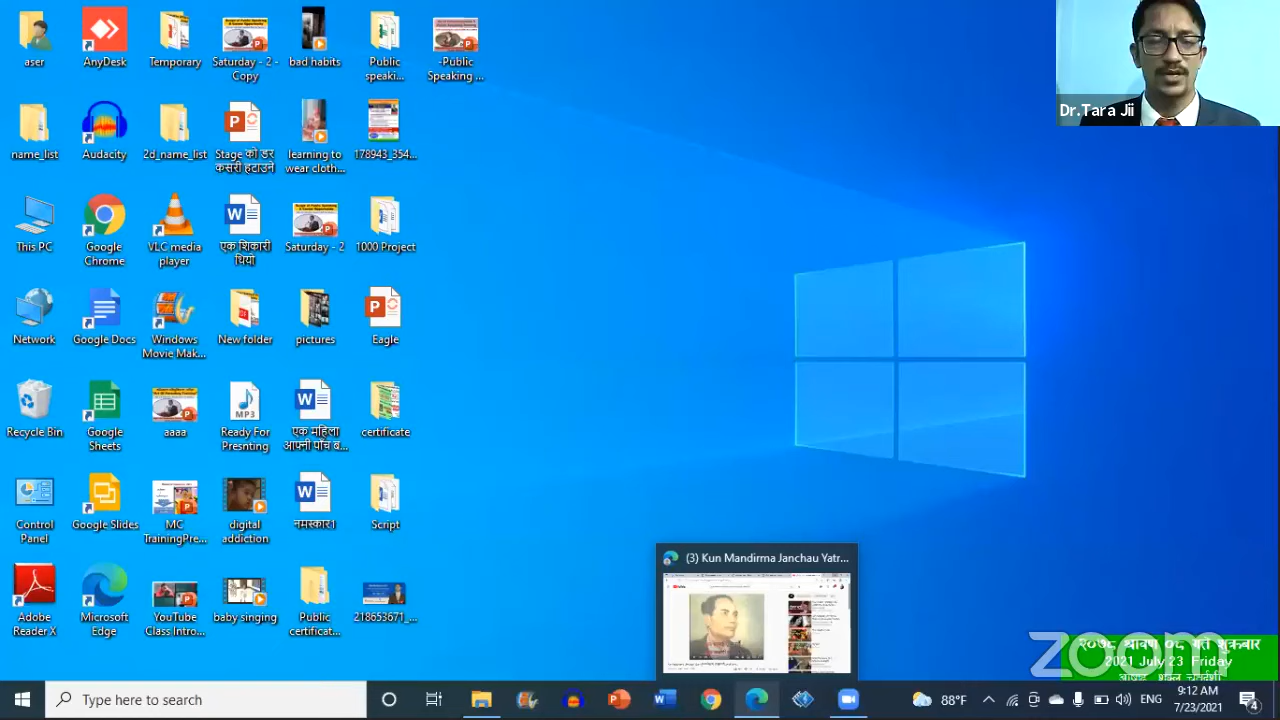 aser
AnyDesk
Temporary
Saturday - 2 -
Copy
bad habits
Public
speaki...
-Public
Speaking ...
Dr.Tara Jii
name_list
Audacity
2d_name_list
Stage को डर
कसरी हटाउने
learning to
wear cloth...
178943_354...
This PC
Google
Chrome
VLC media
player
एक शिकारी
थियो
Saturday - 2
1000 Project
Network
Google Docs
Windows
Movie Mak...
New folder
pictures
Eagle
Recycle Bin
Google
Sheets
aaaa
MP3
Ready For
Presnting
एक महिला
आफ्नी पाँच ब...
certificate
Control
Panel
Google Slides
MC
TrainingPre...
digital
addiction
नमस्कार1
Script
(3) Kun Mandirma Janchau Yatr...
Adobe
Reader X
Microsoft
Edge
YouTube
Class Intro...
baby singing
Public
certificat...
218653671_...
zoom
2021 July 23 Friday
Type here to search
88°F
ENG
9:12 AM
7/23/2021
4